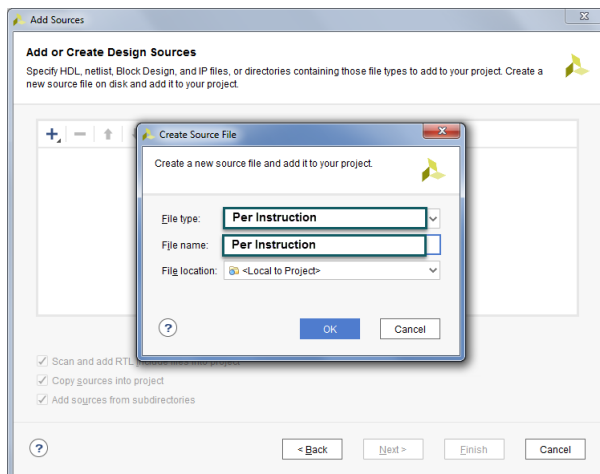 Add Sources
Add or Create Design Sources
Specify HDL, netlist, Block Design, and IP files, or directories containing those file types to add to your project. Create a
new source file on disk and add it to your project.
Create Source File
Create a new source file and add it to your project.
File type: Per Instruction
File name: Per Instruction
File location: <Local to Project>
? OK Cancel
Scan and add RTL include files into project
Copy sources into project
Add sources from subdirectories
? < Back Next > Finish Cancel